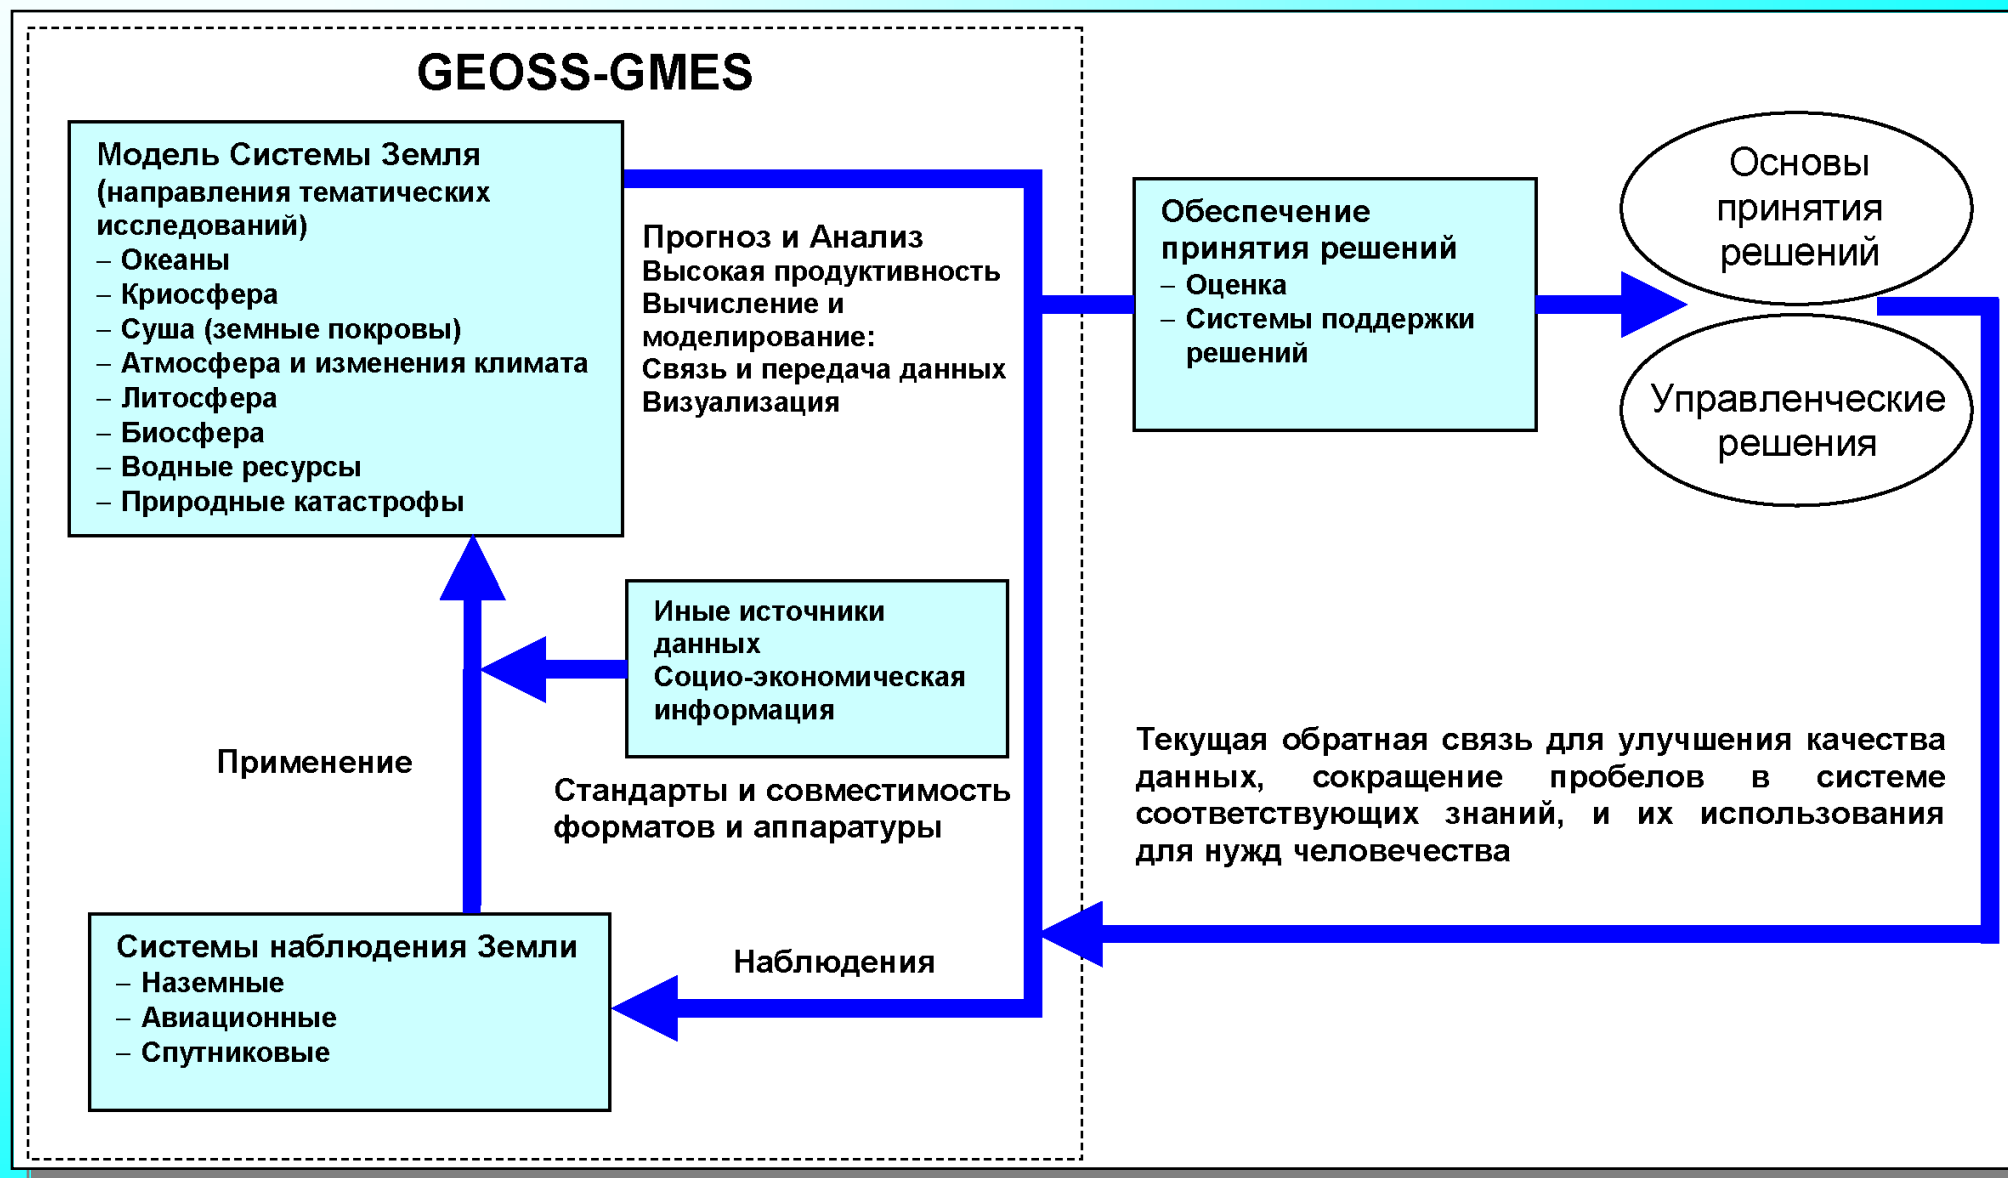 GEOSS-GMES
Модель Системы Земля
(направления тематических
исследований)
– Океаны
– Криосфера
– Суша (земные покровы)
– Атмосфера и изменения климата
– Литосфера
– Биосфера
– Водные ресурсы
– Природные катастрофы
Прогноз и Анализ
Высокая продуктивность
Вычисление и
моделирование:
Связь и передача данных
Визуализация
Обеспечение
принятия решений
– Оценка
– Системы поддержки
решений
Основы
принятия
решений
Управленческие
решения
Иные источники
данных
Социо-экономическая
информация
Применение
Стандарты и совместимость
форматов и аппаратуры
Текущая обратная связь для улучшения качества
данных, сокращение пробелов в системе
соответствующих знаний, и их использования
для нужд человечества
Системы наблюдения Земли
– Наземные
– Авиационные
– Спутниковые
Наблюдения